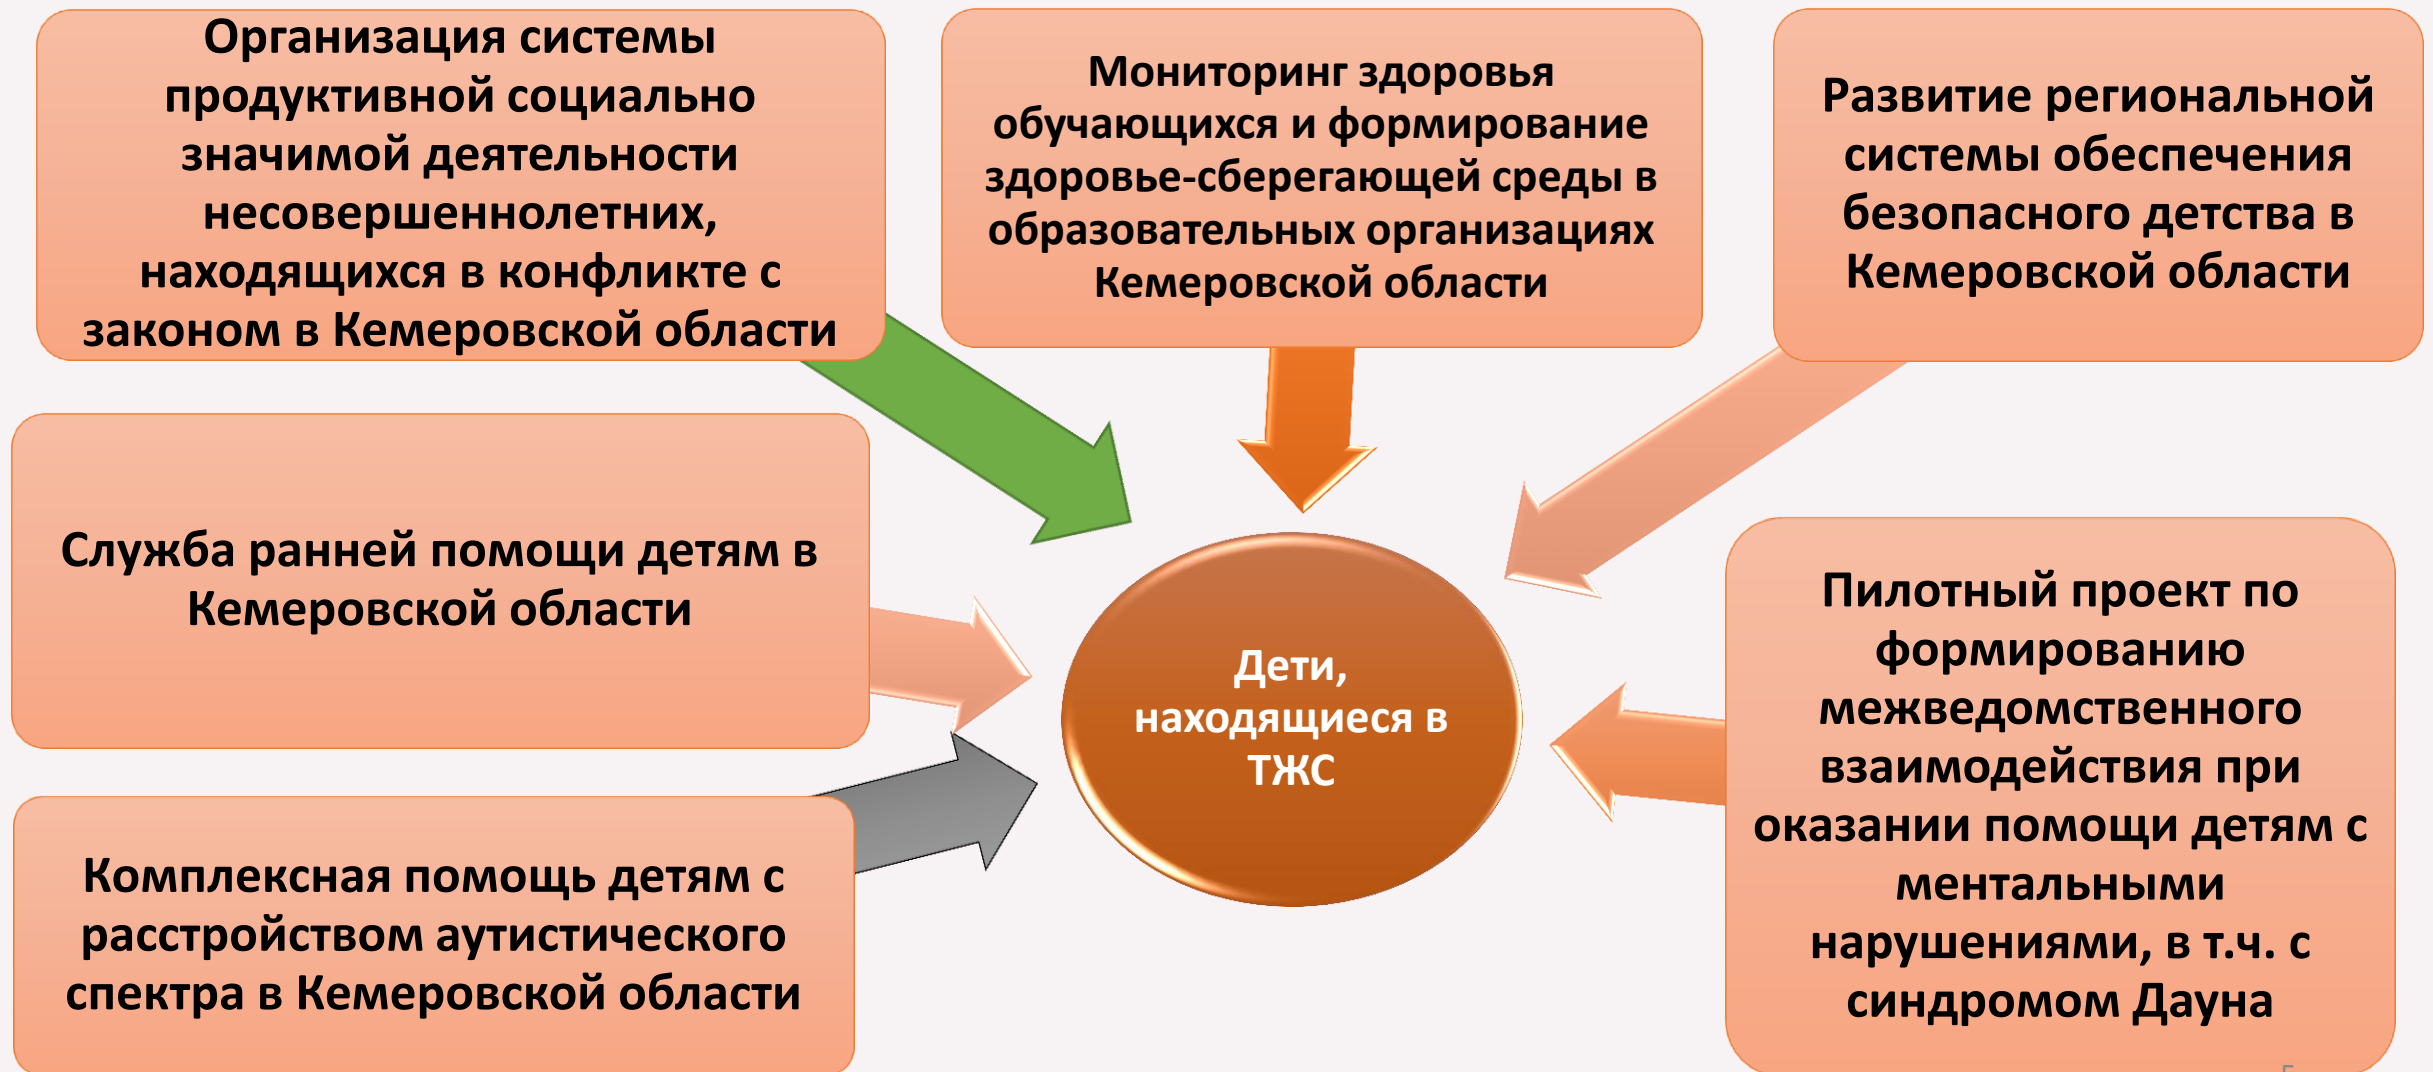 Организация системы
продуктивной социально
значимой деятельности
несовершеннолетних,
находящихся в конфликте с
законом в Кемеровской области
Мониторинг здоровья
обучающихся и формирование
здоровье-сберегающей среды в
образовательных организациях
Кемеровской области
Развитие региональной
системы обеспечения
безопасного детства в
Кемеровской области
Служба ранней помощи детям в
Кемеровской области
Дети,
находящиеся в
ТЖС
Пилотный проект по
формированию
межведомственного
взаимодействия при
оказании помощи детям с
ментальными
нарушениями, в т.ч. с
синдромом Дауна
Комплексная помощь детям с
расстройством аутистического
спектра в Кемеровской области